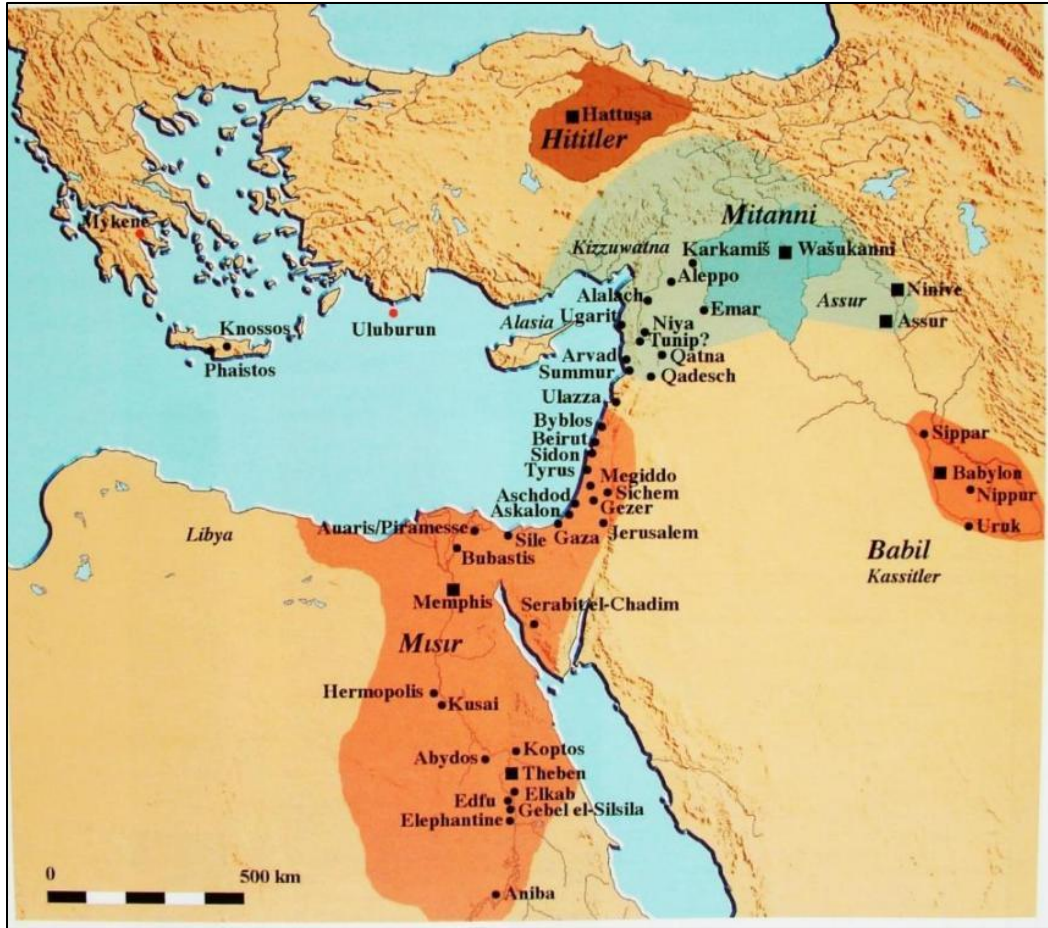 Hattuşa
Hititler
Mykene
Mitanni
Kizzuwatna
Karkamiš
Wašukanni
Aleppo
Ninive
Alalach
Emar
Assur
Ugarit
Assur
Uluburun
Alasia
Knossos
Niya
Tunip?
Phaistos
Arvad
Qatna
Summur
Qadesch
Ulazza
Byblos
Sippar
Beirut
Sidon
Tyrus
Megiddo
Babylon
Sichem
Nippur
Aschdod
Gezer
Askalon
Auaris/Piramesse
Uruk
Libya
Sile
Gaza
Jerusalem
Bubastis
Babil
Kassitler
Memphis
Serabit el-Chadim
Mısır
Hermopolis
Kusai
Koptos
Abydos
Theben
Elkab
Edfu
Gebel el-Silsila
Elephantine
0 500 km
Aniba